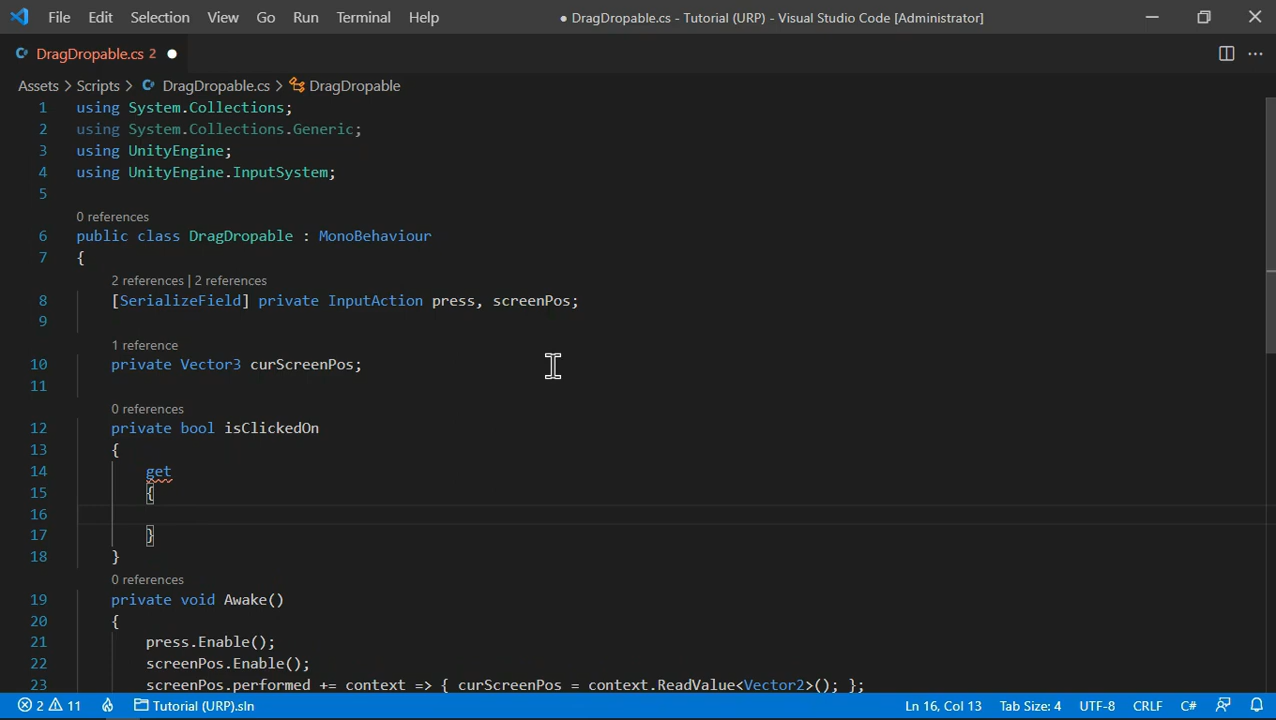 File Edit Selection View Go Run Terminal Help ● DragDropable.cs - Tutorial (URP) - Visual Studio Code [Administrator]
DragDropable.cs 2 ●
Assets > Scripts > DragDropable.cs > DragDropable
1 using System.Collections;
2 using System.Collections.Generic;
3 using UnityEngine;
4 using UnityEngine.InputSystem;
5
0 references
6 public class DragDropable : MonoBehaviour
7 {
2 references | 2 references
8 [SerializeField] private InputAction press, screenPos;
9
1 reference
10 private Vector3 curScreenPos;
11
0 references
12 private bool isClickedOn
13 {
14 get
15 {
16
17 }
18 }
0 references
19 private void Awake()
20 {
21 press.Enable();
22 screenPos.Enable();
23 screenPos.performed += context => { curScreenPos = context.ReadValue<Vector2>(); };
2 11 Tutorial (URP).sln Ln 16, Col 13 Tab Size: 4 UTF-8 CRLF C#